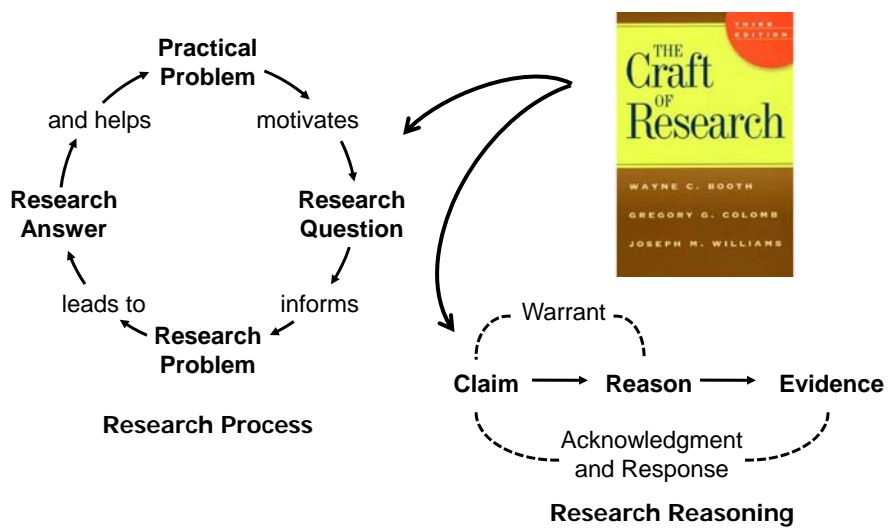 Practical
Problem
and helps
motivates
Research
Answer
Research
Question
leads to
informs
Research
Problem
Research Process
THIRD
EDITION
THE
Craft
OF
Research
WAYNE C. BOOTH
GREGORY G. COLOMB
JOSEPH M. WILLIAMS
Warrant
Claim
Reason
Evidence
Acknowledgment
and Response
Research Reasoning